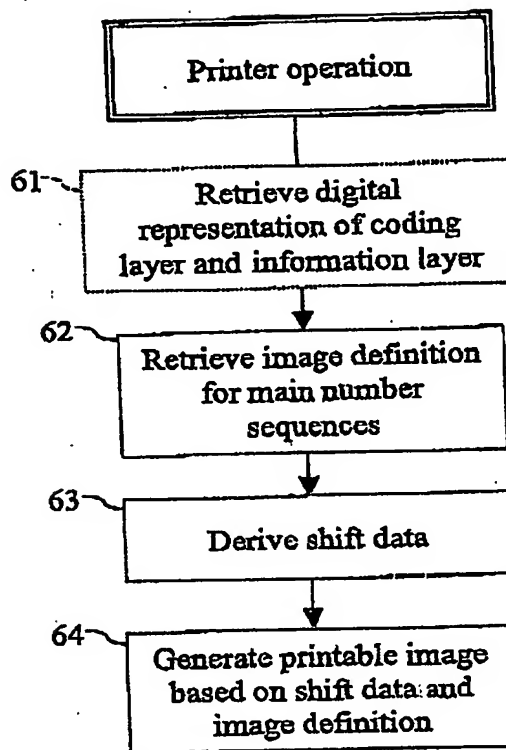 Printer operation
61
Retrieve digital
representation of coding
layer and information layer
62
Retrieve image definition
for main number
sequences
63
Derive shift data
64
Generate printable image
based on shift data and
image definition